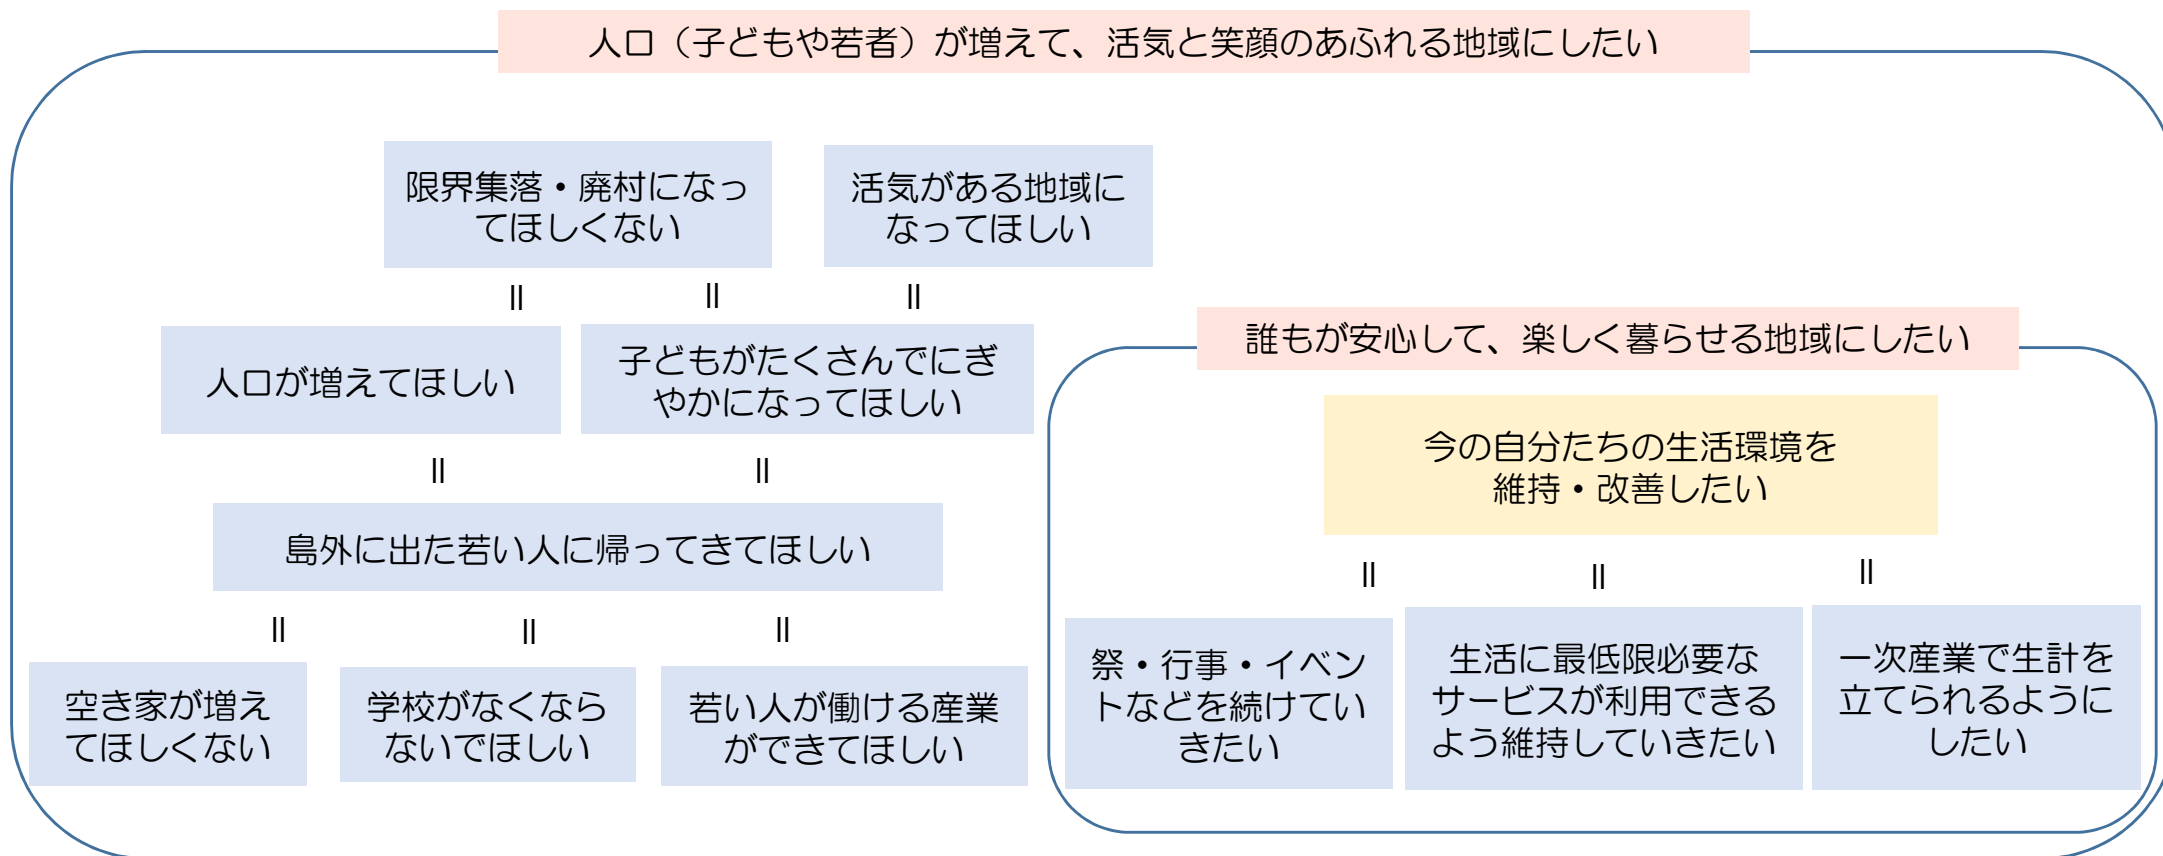 人口（子どもや若者）が増えて、活気と笑顔のあふれる地域にしたい
限界集落・廃村になっ
てほしくない
活気がある地域に
なってほしい
=
=
=
人口が増えてほしい
子どもがたくさんでにぎ
やかになってほしい
=
=
島外に出た若い人に帰ってきてほしい
=
=
=
空き家が増え
てほしくない
学校がなくなら
ないでほしい
若い人が働ける産業
ができてほしい
誰もが安心して、楽しく暮らせる地域にしたい
今の自分たちの生活環境を
維持・改善したい
=
=
=
祭・行事・イベン
トなどを続けてい
きたい
生活に最低限必要な
サービスが利用できる
よう維持していきたい
一次産業で生計を
立てられるように
したい